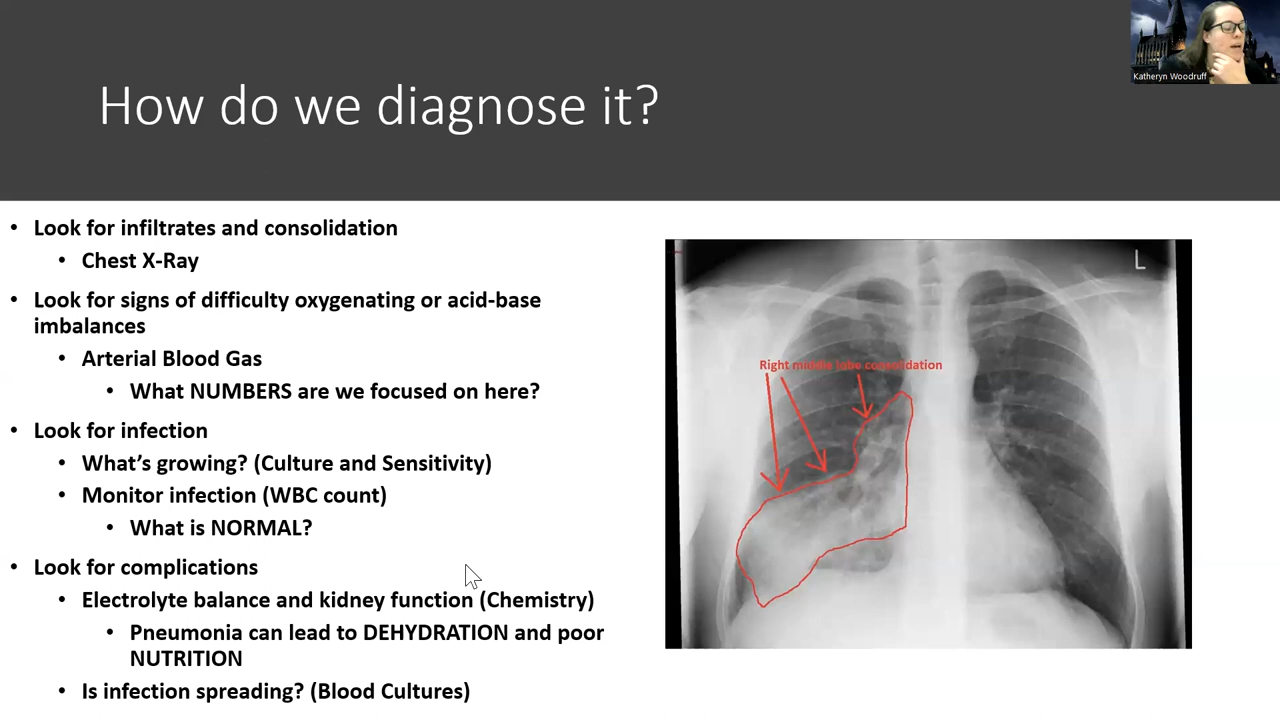 How do we diagnose it?
Katheryn Woodruff
• Look for infiltrates and consolidation
• Chest X-Ray
• Look for signs of difficulty oxygenating or acid-base
imbalances
• Arterial Blood Gas
• What NUMBERS are we focused on here?
• Look for infection
• What’s growing? (Culture and Sensitivity)
• Monitor infection (WBC count)
• What is NORMAL?
• Look for complications
• Electrolyte balance and kidney function (Chemistry)
• Pneumonia can lead to DEHYDRATION and poor
NUTRITION
• Is infection spreading? (Blood Cultures)
L
Right middle lobe consolidation